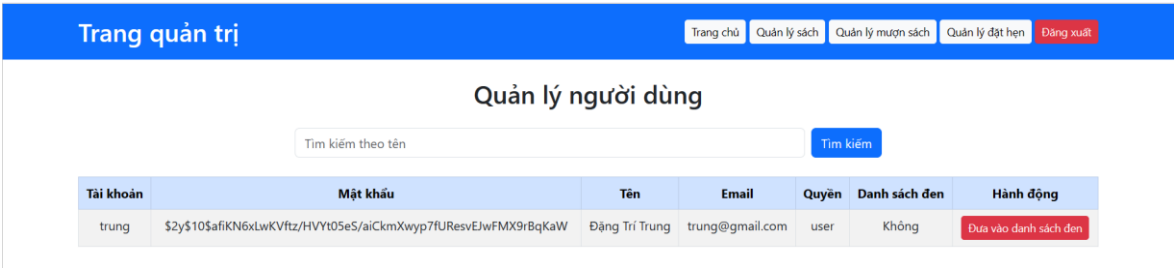 Trang quản trị
Trang chủ Quản lý sách Quản lý mượn sách Quản lý đặt hẹn Đăng xuất
Quản lý người dùng
Tìm kiếm theo tên Tìm kiếm
Tài khoản Mật khẩu Tên Email Quyền Danh sách đen Hành động
trung $2y$10$afiKN6xLwKVftz/HVYt05eS/aiCkmXwyp7fUResvEJwFMX9rBqKaW Đặng Trí Trung trung@gmail.com user Không Đưa vào danh sách đen